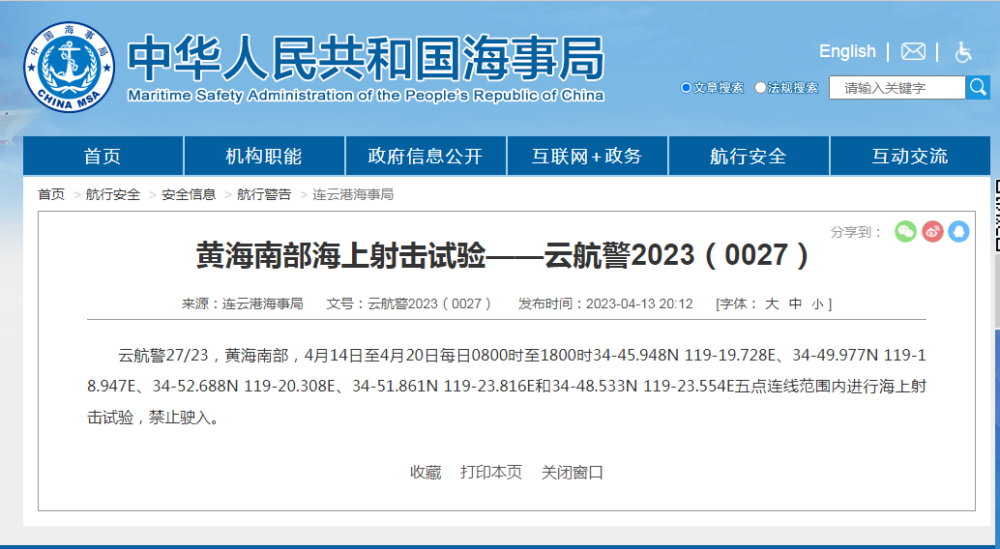 中国海事局
CHINA MSA
中华人民共和国海事局
Maritime Safety Administration of the People's Republic of China
English
文章搜索 法规搜索 请输入关键字
首页 机构职能 政府信息公开 互联网+政务 航行安全 互动交流
首页 > 航行安全 > 安全信息 > 航行警告 > 连云港海事局
分享到：
黄海南部海上射击试验——云航警2023（0027）
来源：连云港海事局 文号：云航警2023（0027） 发布时间：2023-04-13 20:12 [字体： 大 中 小 ]
云航警27/23，黄海南部，4月14日至4月20日每日0800时至1800时34-45.948N 119-19.728E、34-49.977N 119-1
8.947E、34-52.688N 119-20.308E、34-51.861N 119-23.816E和34-48.533N 119-23.554E五点连线范围内进行海上射
击试验，禁止驶入。
收藏 打印本页 关闭窗口